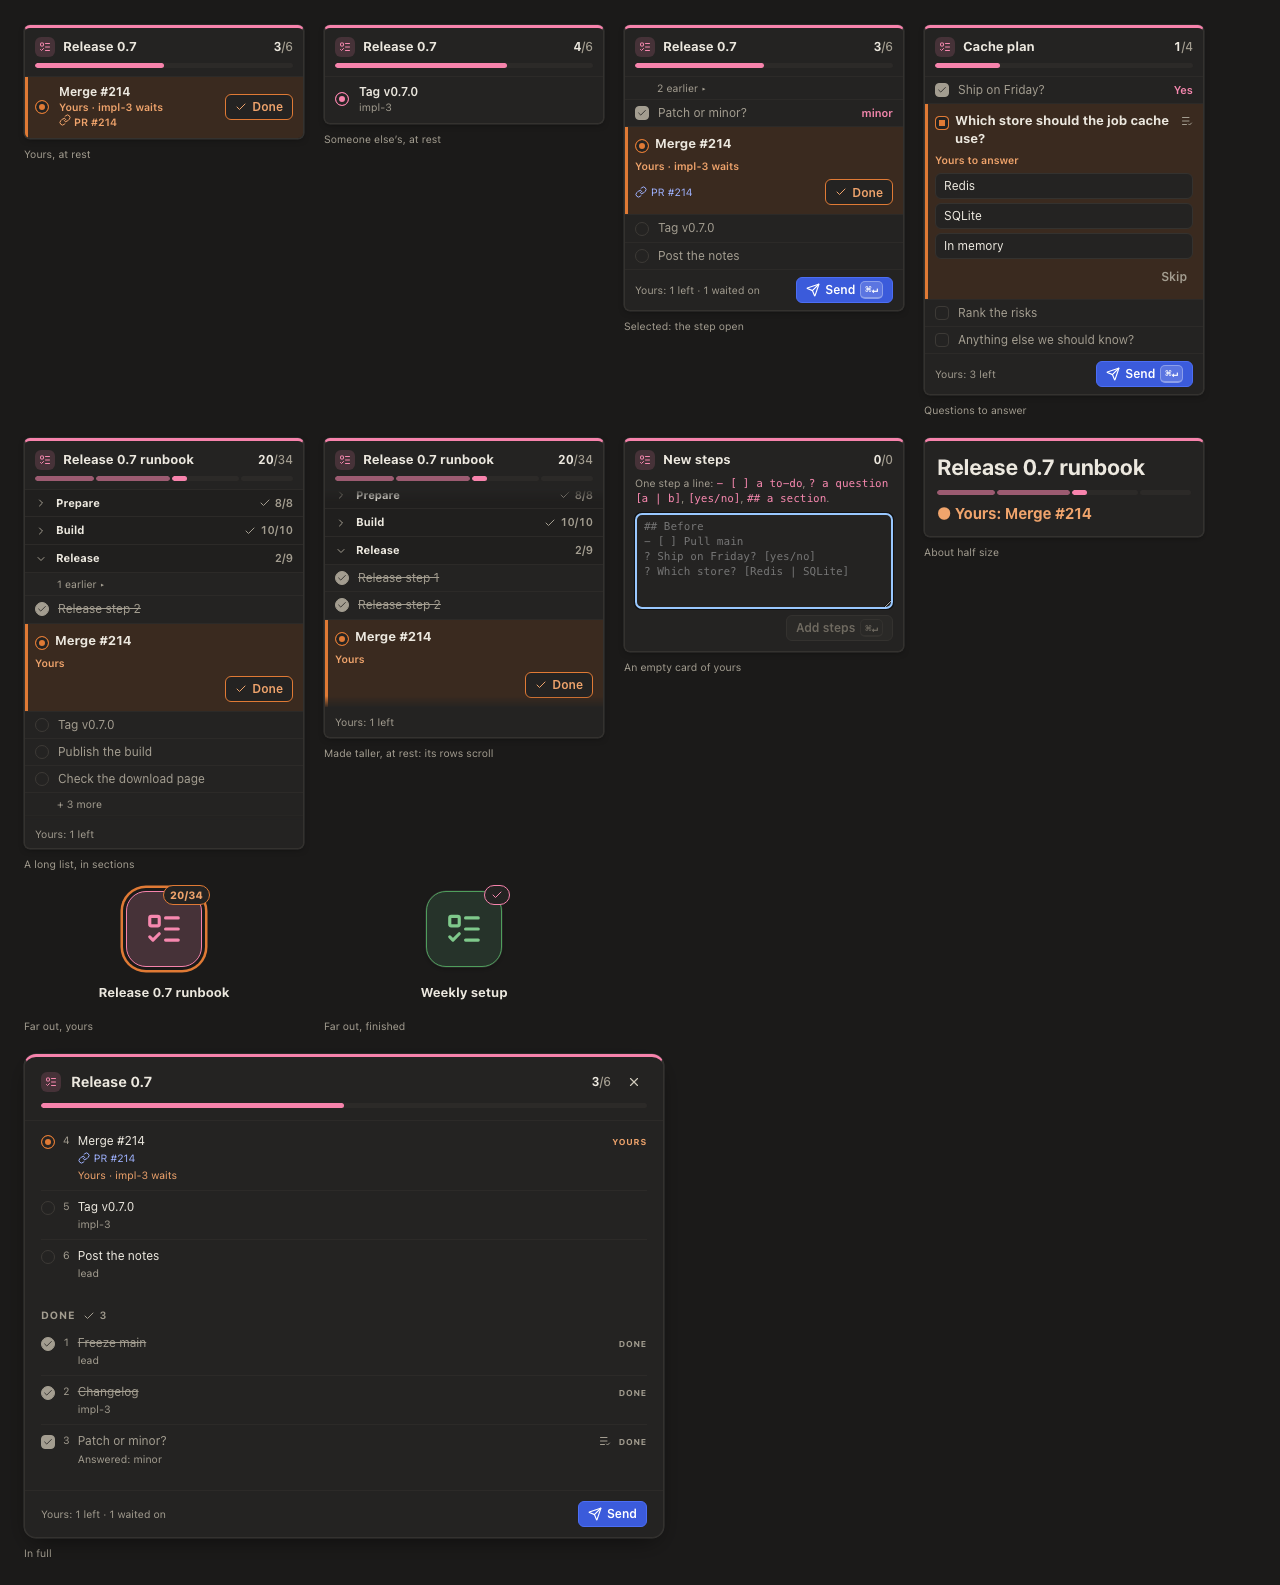 Release 0.7
3/6
Merge #214
Yours · impl-3 waits
PR #214
Done
Yours, at rest
Release 0.7
4/6
Tag v0.7.0
impl-3
Someone else's, at rest
Release 0.7
3/6
2 earlier
Patch or minor?
minor
Merge #214
Yours · impl-3 waits
PR #214
Done
Tag v0.7.0
Post the notes
Yours: 1 left · 1 waited on
Send ⌘↵
Selected: the step open
Cache plan
1/4
Ship on Friday?
Yes
Which store should the job cache
use?
Yours to answer
Redis
SQLite
In memory
Skip
Rank the risks
Anything else we should know?
Yours: 3 left
Send ⌘↵
Questions to answer
Release 0.7 runbook
20/34
Prepare
8/8
Build
10/10
Release
2/9
1 earlier
Release step 2
Merge #214
Yours
Done
Tag v0.7.0
Publish the build
Check the download page
+ 3 more
Yours: 1 left
A long list, in sections
Release 0.7 runbook
20/34
Prepare
8/8
Build
10/10
Release
2/9
Release step 1
Release step 2
Merge #214
Yours
Done
Yours: 1 left
Made taller, at rest: its rows scroll
New steps
0/0
One step a line: - [ ] a to-do, ? a question
[a | b], [yes/no], ## a section.
## Before
- [ ] Pull main
? Ship on Friday? [yes/no]
? Which store? [Redis | SQLite]
Add steps ⌘↵
An empty card of yours
Release 0.7 runbook
Yours: Merge #214
About half size
20/34
Release 0.7 runbook
Far out, yours
Weekly setup
Far out, finished
Release 0.7
3/6
4 Merge #214
YOURS
PR #214
Yours · impl-3 waits
5 Tag v0.7.0
impl-3
6 Post the notes
lead
DONE 3
1 Freeze main
DONE
lead
2 Changelog
DONE
impl-3
3 Patch or minor?
DONE
Answered: minor
Yours: 1 left · 1 waited on
Send
In full